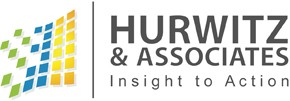 HURWITZ
& ASSOCIATES
Insight to Action